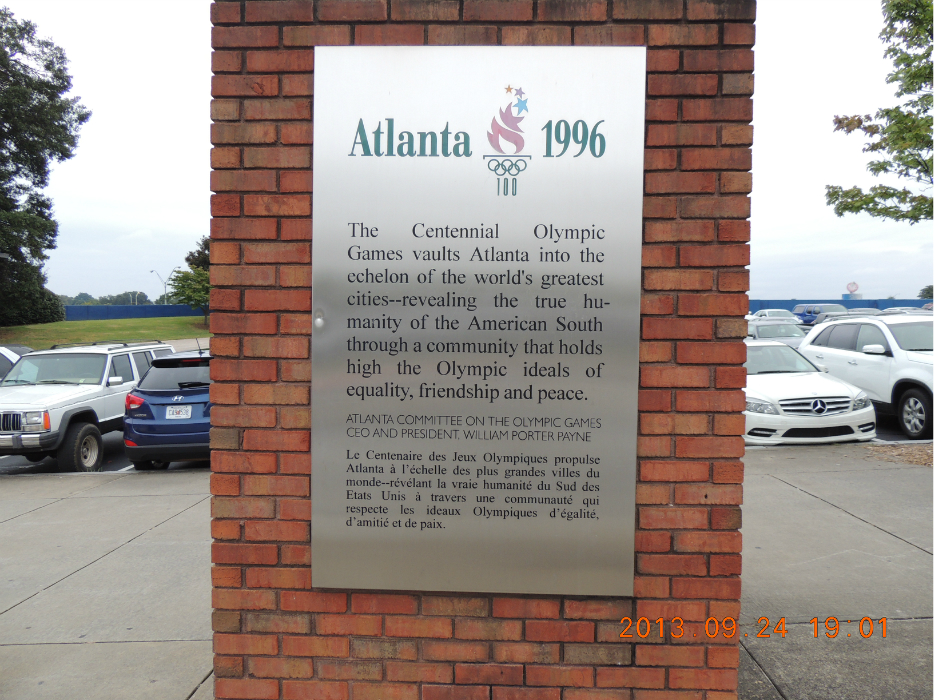 Atlanta 1996
100
The Centennial Olympic
Games vaults Atlanta into the
echelon of the world's greatest
cities--revealing the true hu-
manity of the American South
through a community that holds
high the Olympic ideals of
equality, friendship and peace.
ATLANTA COMMITTEE ON THE OLYMPIC GAMES
CEO AND PRESIDENT, WILLIAM PORTER PAYNE
Le Centenaire des Jeux Olympiques propulse
Atlanta à l'échelle des plus grandes villes du
monde--révélant la vraie humanité du Sud des
Etats Unis à travers une communauté qui
respecte les ideaux Olympiques d'égalité,
d'amitié et de paix.
2013.09.24 19:01